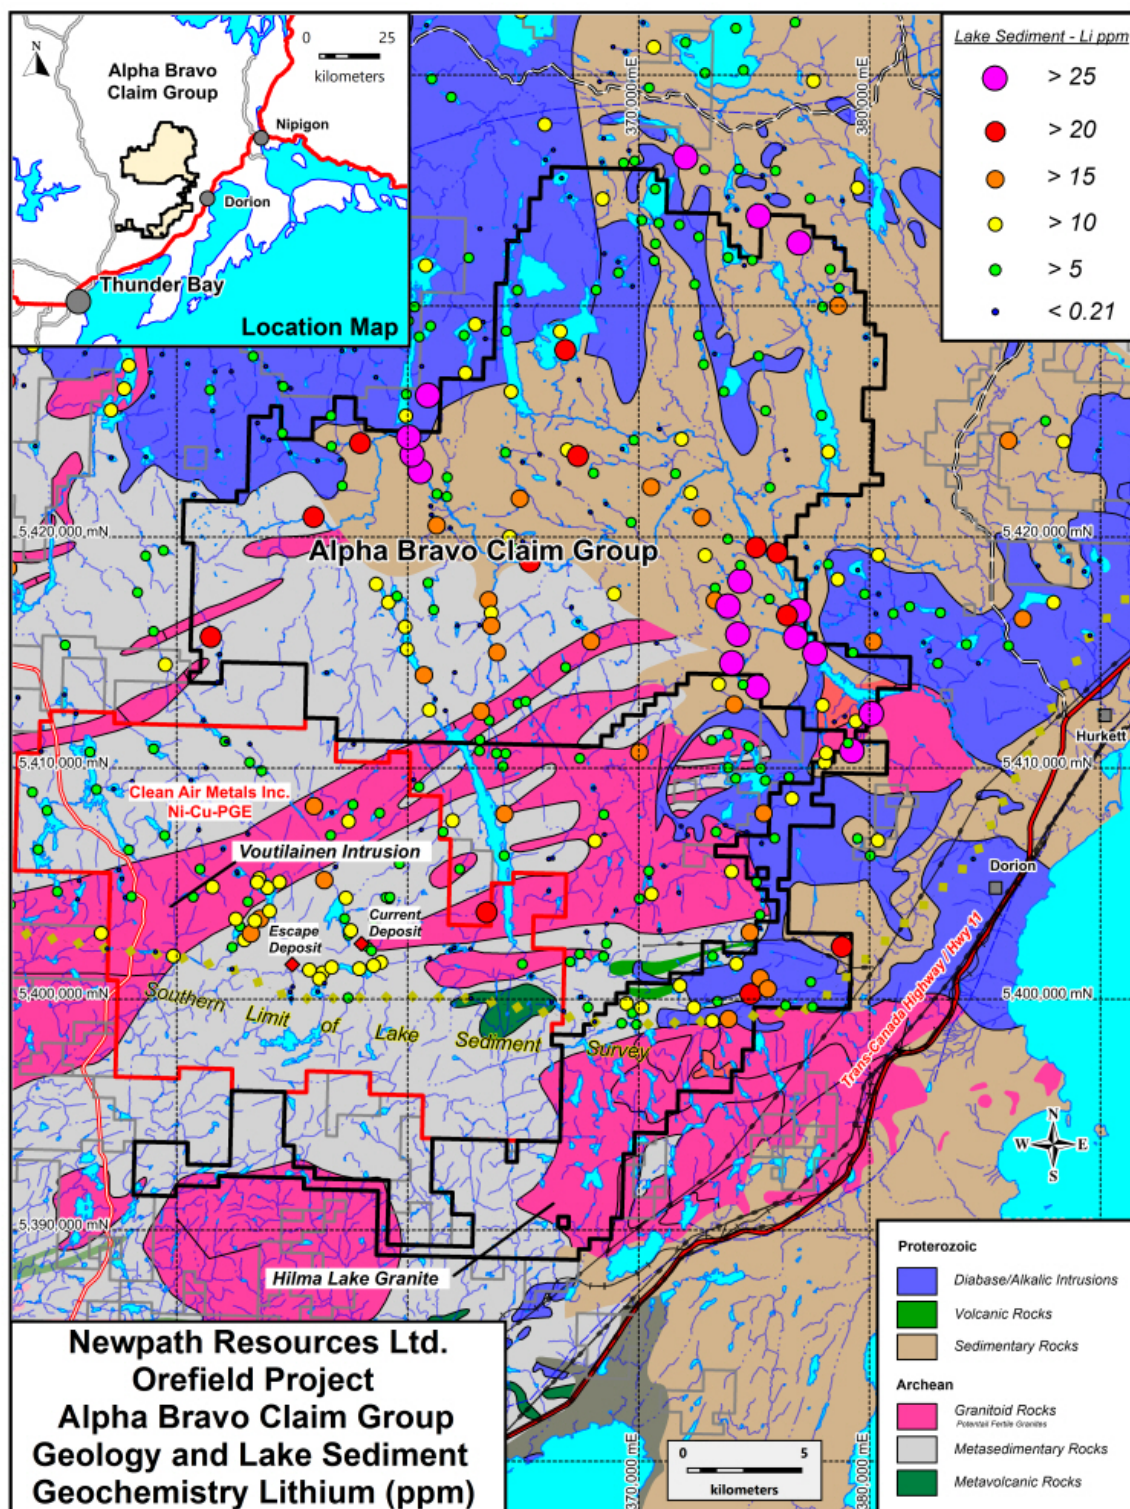 N
0 25
kilometers
Alpha Bravo
Claim Group
Nipigon
Dorion
Thunder Bay
Location Map
370,000 mE
380,000 mE
Lake Sediment - Li ppm
> 25
> 20
> 15
> 10
> 5
< 0.21
5,420,000 mN
5,420,000 mN
Alpha Bravo Claim Group
5,410,000 mN
5,410,000 mN
Hurkett
Clean Air Metals Inc.
Ni-Cu-PGE
Voutilainen Intrusion
Dorion
Escape
Deposit
Current
Deposit
Trans-Canada Highway / Hwy 11
5,400,000 mN
5,400,000 mN
Southern Limit of Lake Sediment Survey
N
W E
S
5,390,000 mN
Hilma Lake Granite
Newpath Resources Ltd.
Orefield Project
Alpha Bravo Claim Group
Geology and Lake Sediment
Geochemistry Lithium (ppm)
370,000 mE
380,000 mE
0 5
kilometers
Proterozoic
Diabase/Alkalic Intrusions
Volcanic Rocks
Sedimentary Rocks
Archean
Granitoid Rocks
Potentail Fertile Granites
Metasedimentary Rocks
Metavolcanic Rocks